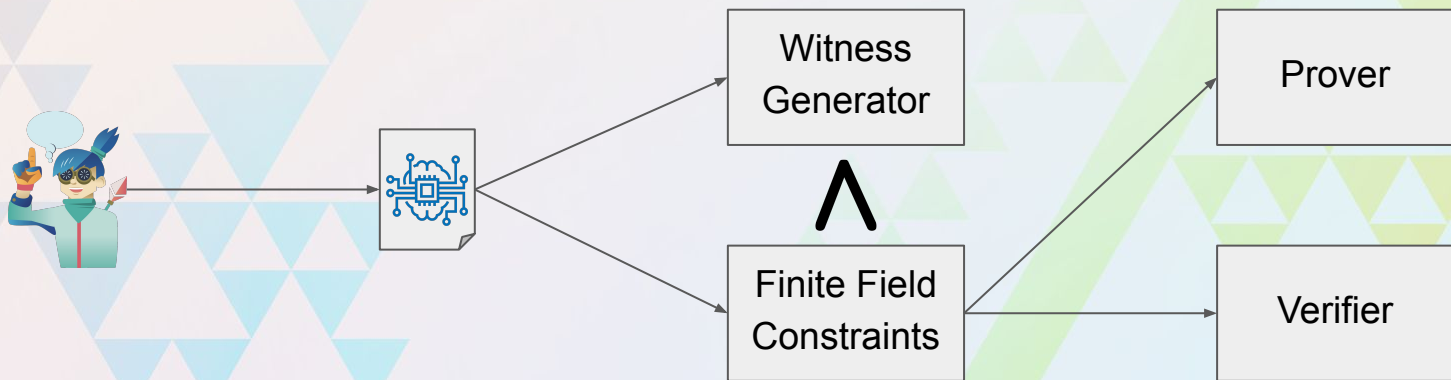 Witness
Generator
Prover
Finite Field
Constraints
Verifier